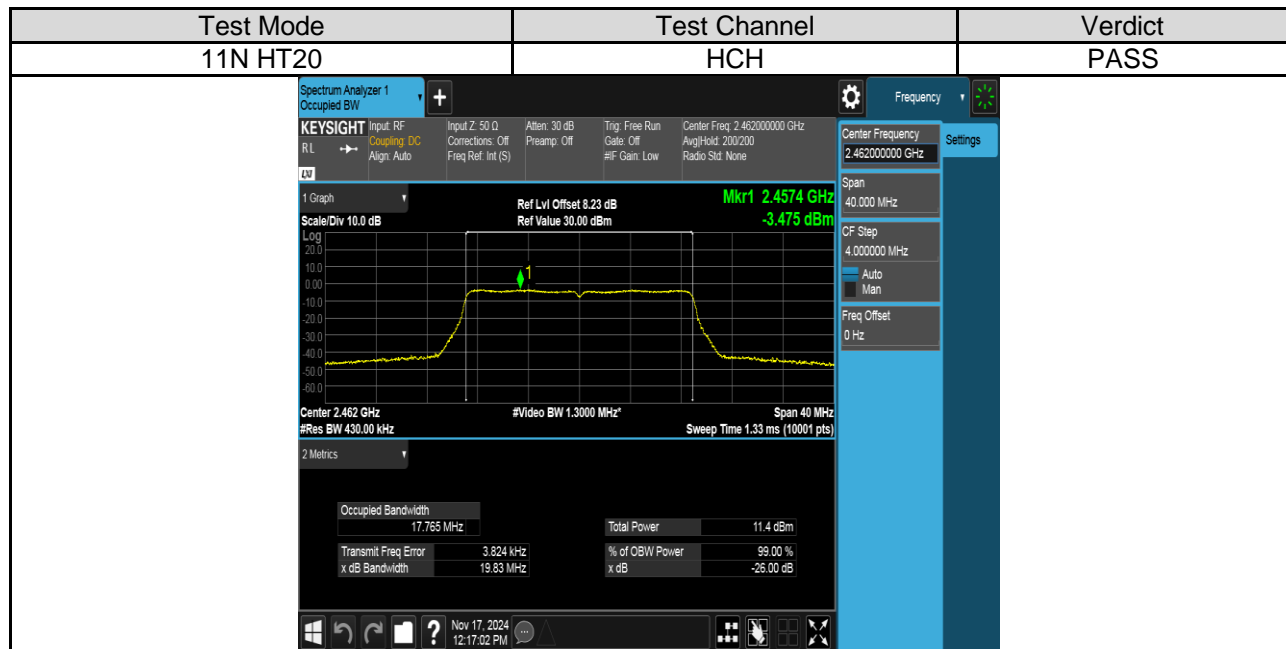 Test Mode Test Channel Verdict
11N HT20 HCH PASS
Spectrum Analyzer 1
Occupied BW
+
Frequency
KEYSIGHT Input: RF Input Z: 50 Ω Atten: 30 dB Trig: Free Run Center Freq: 2.462000000 GHz
RL Coupling: DC Corrections: Off Preamp: Off Gate: Off Avg|Hold: 200/200
Align: Auto Freq Ref: Int (S) #IF Gain: Low Radio Std: None
LXI
Center Frequency
2.462000000 GHz
Settings
Span
40.000 MHz
CF Step
4.000000 MHz
Auto
Man
Freq Offset
0 Hz
1 Graph
Ref Lvl Offset 8.23 dB Mkr1 2.4574 GHz
Scale/Div 10.0 dB Ref Value 30.00 dBm -3.475 dBm
Log
20.0
10.0
1
0.00
-10.0
-20.0
-30.0
-40.0
-50.0
-60.0
Center 2.462 GHz #Video BW 1.3000 MHz* Span 40 MHz
#Res BW 430.00 kHz Sweep Time 1.33 ms (10001 pts)
2 Metrics
Occupied Bandwidth
17.765 MHz Total Power 11.4 dBm
Transmit Freq Error 3.824 kHz % of OBW Power 99.00 %
x dB Bandwidth 19.83 MHz x dB -26.00 dB
? Nov 17, 2024
12:17:02 PM